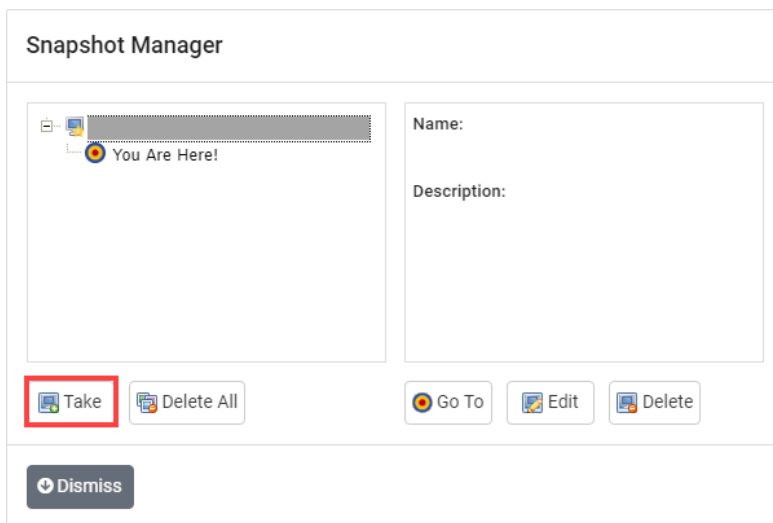 Snapshot Manager
You Are Here!
Name:
Description:
Take
Delete All
Go To
Edit
Delete
Dismiss